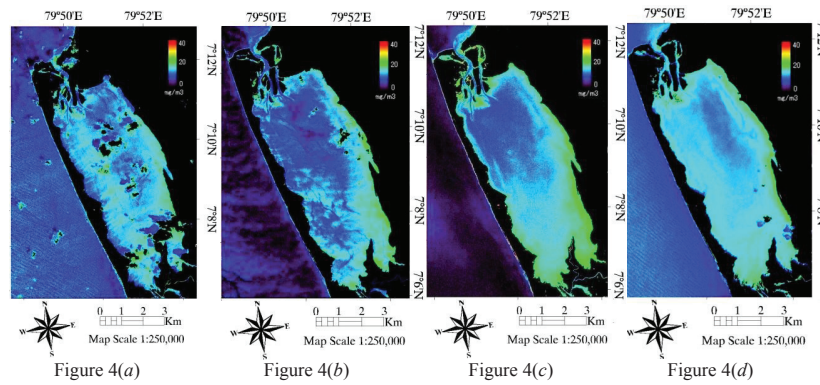 79°50'E 79°52'E 79°50'E 79°52'E 79°50'E 79°52'E 79°50'E 79°52'E
7°12'N 7°10'N 7°8'N 7°6'N
7°12'N 7°10'N 7°8'N 7°6'N
7°12'N 7°10'N 7°8'N 7°6'N
40 20 0 mg/m3
40 20 0 mg/m3
40 20 0 mg/m3
40 20 0 mg/m3
N W E S
0 1 2 3 Km
Map Scale 1:250,000
Figure 4(a)
N W E S
0 1 2 3 Km
Map Scale 1:250,000
Figure 4(b)
N W E S
0 1 2 3 Km
Map Scale 1:250,000
Figure 4(c)
N W E S
0 1 2 3 Km
Map Scale 1:250,000
Figure 4(d)